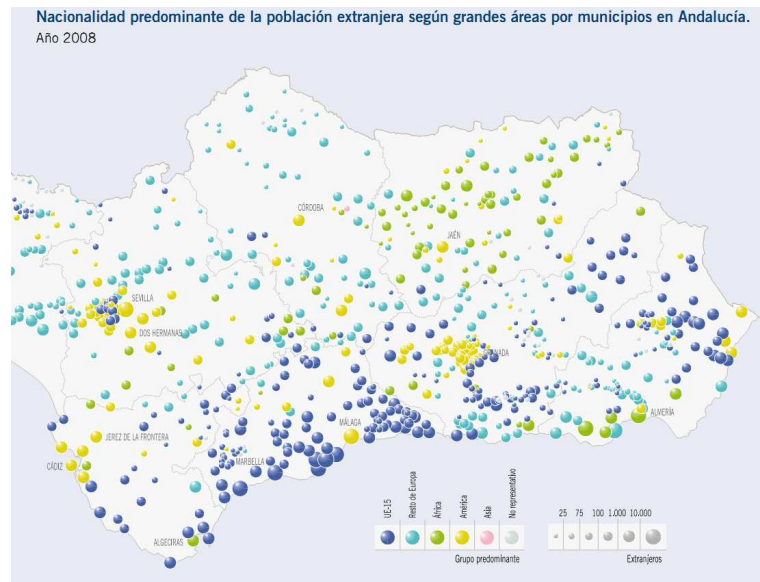 Nacionalidad predominante de la población extranjera según grandes áreas por municipios en Andalucía.
Año 2008
CÓRDOBA
JAÉN
SEVILLA
DOS HERMANAS
GRANADA
ALMERÍA
MÁLAGA
JEREZ DE LA FRONTERA
CÁDIZ
MARBELLA
ALGECIRAS
UE-15
Resto de Europa
África
América
Asia
No representativo
Grupo predominante
25 75 100 1.000 10.000
Extranjeros